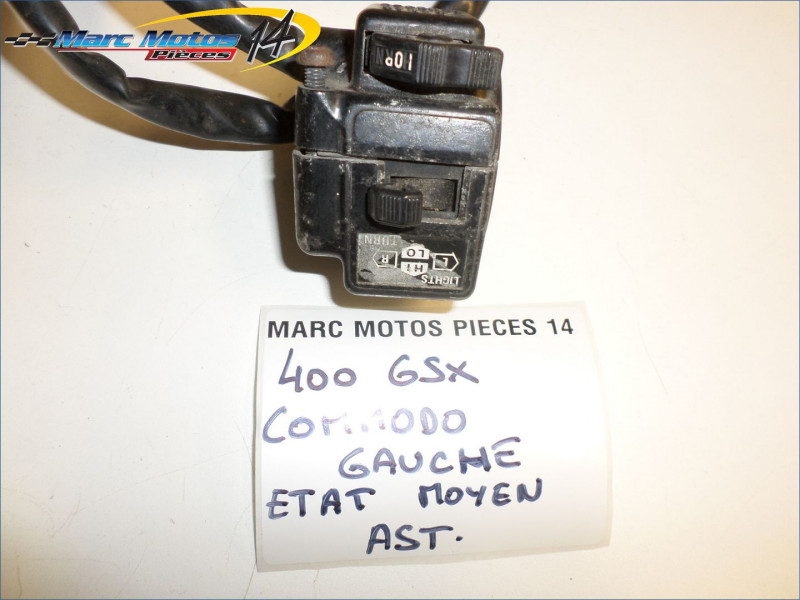 Marc Motos 14
Pièces
HORN
TURN
L HI LO R
LIGHTS
MARC MOTOS PIECES 14
400 GSX
COMMODO
GAUCHE
ETAT MOYEN
AST.